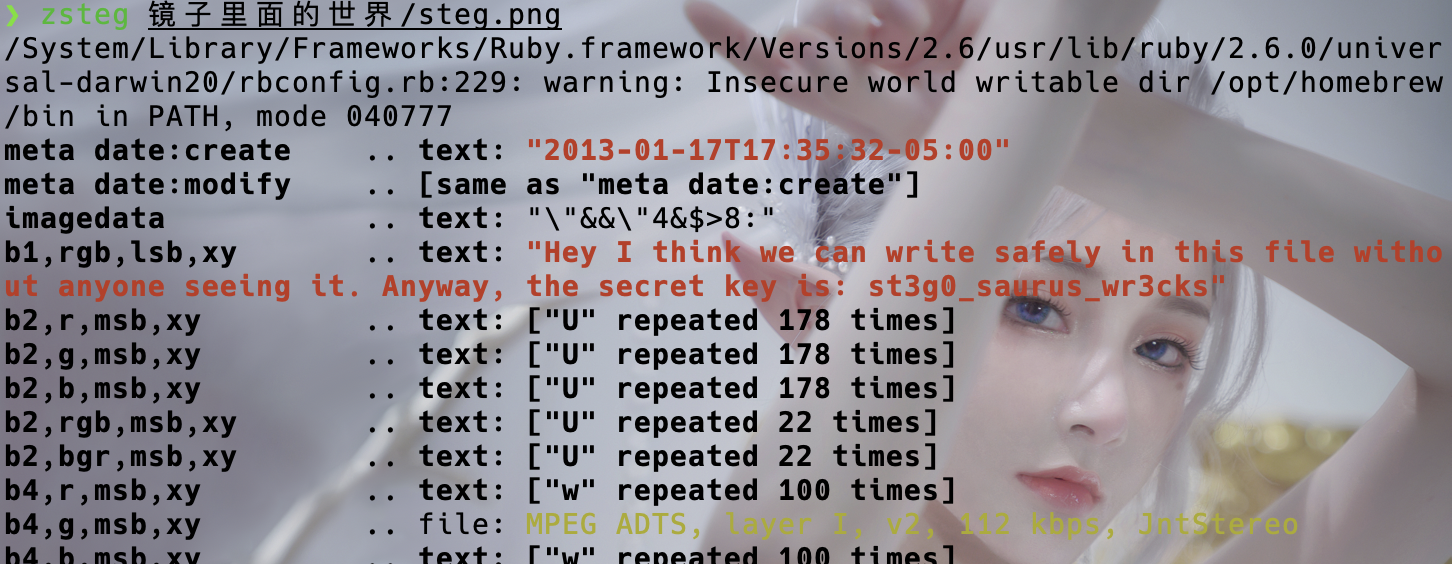 ❯ zsteg 镜子里面的世界/steg.png
/System/Library/Frameworks/Ruby.framework/Versions/2.6/usr/lib/ruby/2.6.0/univer
sal-darwin20/rbconfig.rb:229: warning: Insecure world writable dir /opt/homebrew
/bin in PATH, mode 040777
meta date:create    .. text: "2013-01-17T17:35:32-05:00"
meta date:modify    .. [same as "meta date:create"]
imagedata           .. text: "\"&&\"4&$>8:"
b1,rgb,lsb,xy       .. text: "Hey I think we can write safely in this file witho
ut anyone seeing it. Anyway, the secret key is: st3g0_saurus_wr3cks"
b2,r,msb,xy         .. text: ["U" repeated 178 times]
b2,g,msb,xy         .. text: ["U" repeated 178 times]
b2,b,msb,xy         .. text: ["U" repeated 178 times]
b2,rgb,msb,xy       .. text: ["U" repeated 22 times]
b2,bgr,msb,xy       .. text: ["U" repeated 22 times]
b4,r,msb,xy         .. text: ["w" repeated 100 times]
b4,g,msb,xy         .. file: MPEG ADTS, layer I, v2, 112 kbps, JntStereo
b4,b,msb,xy         .. text: ["w" repeated 100 times]